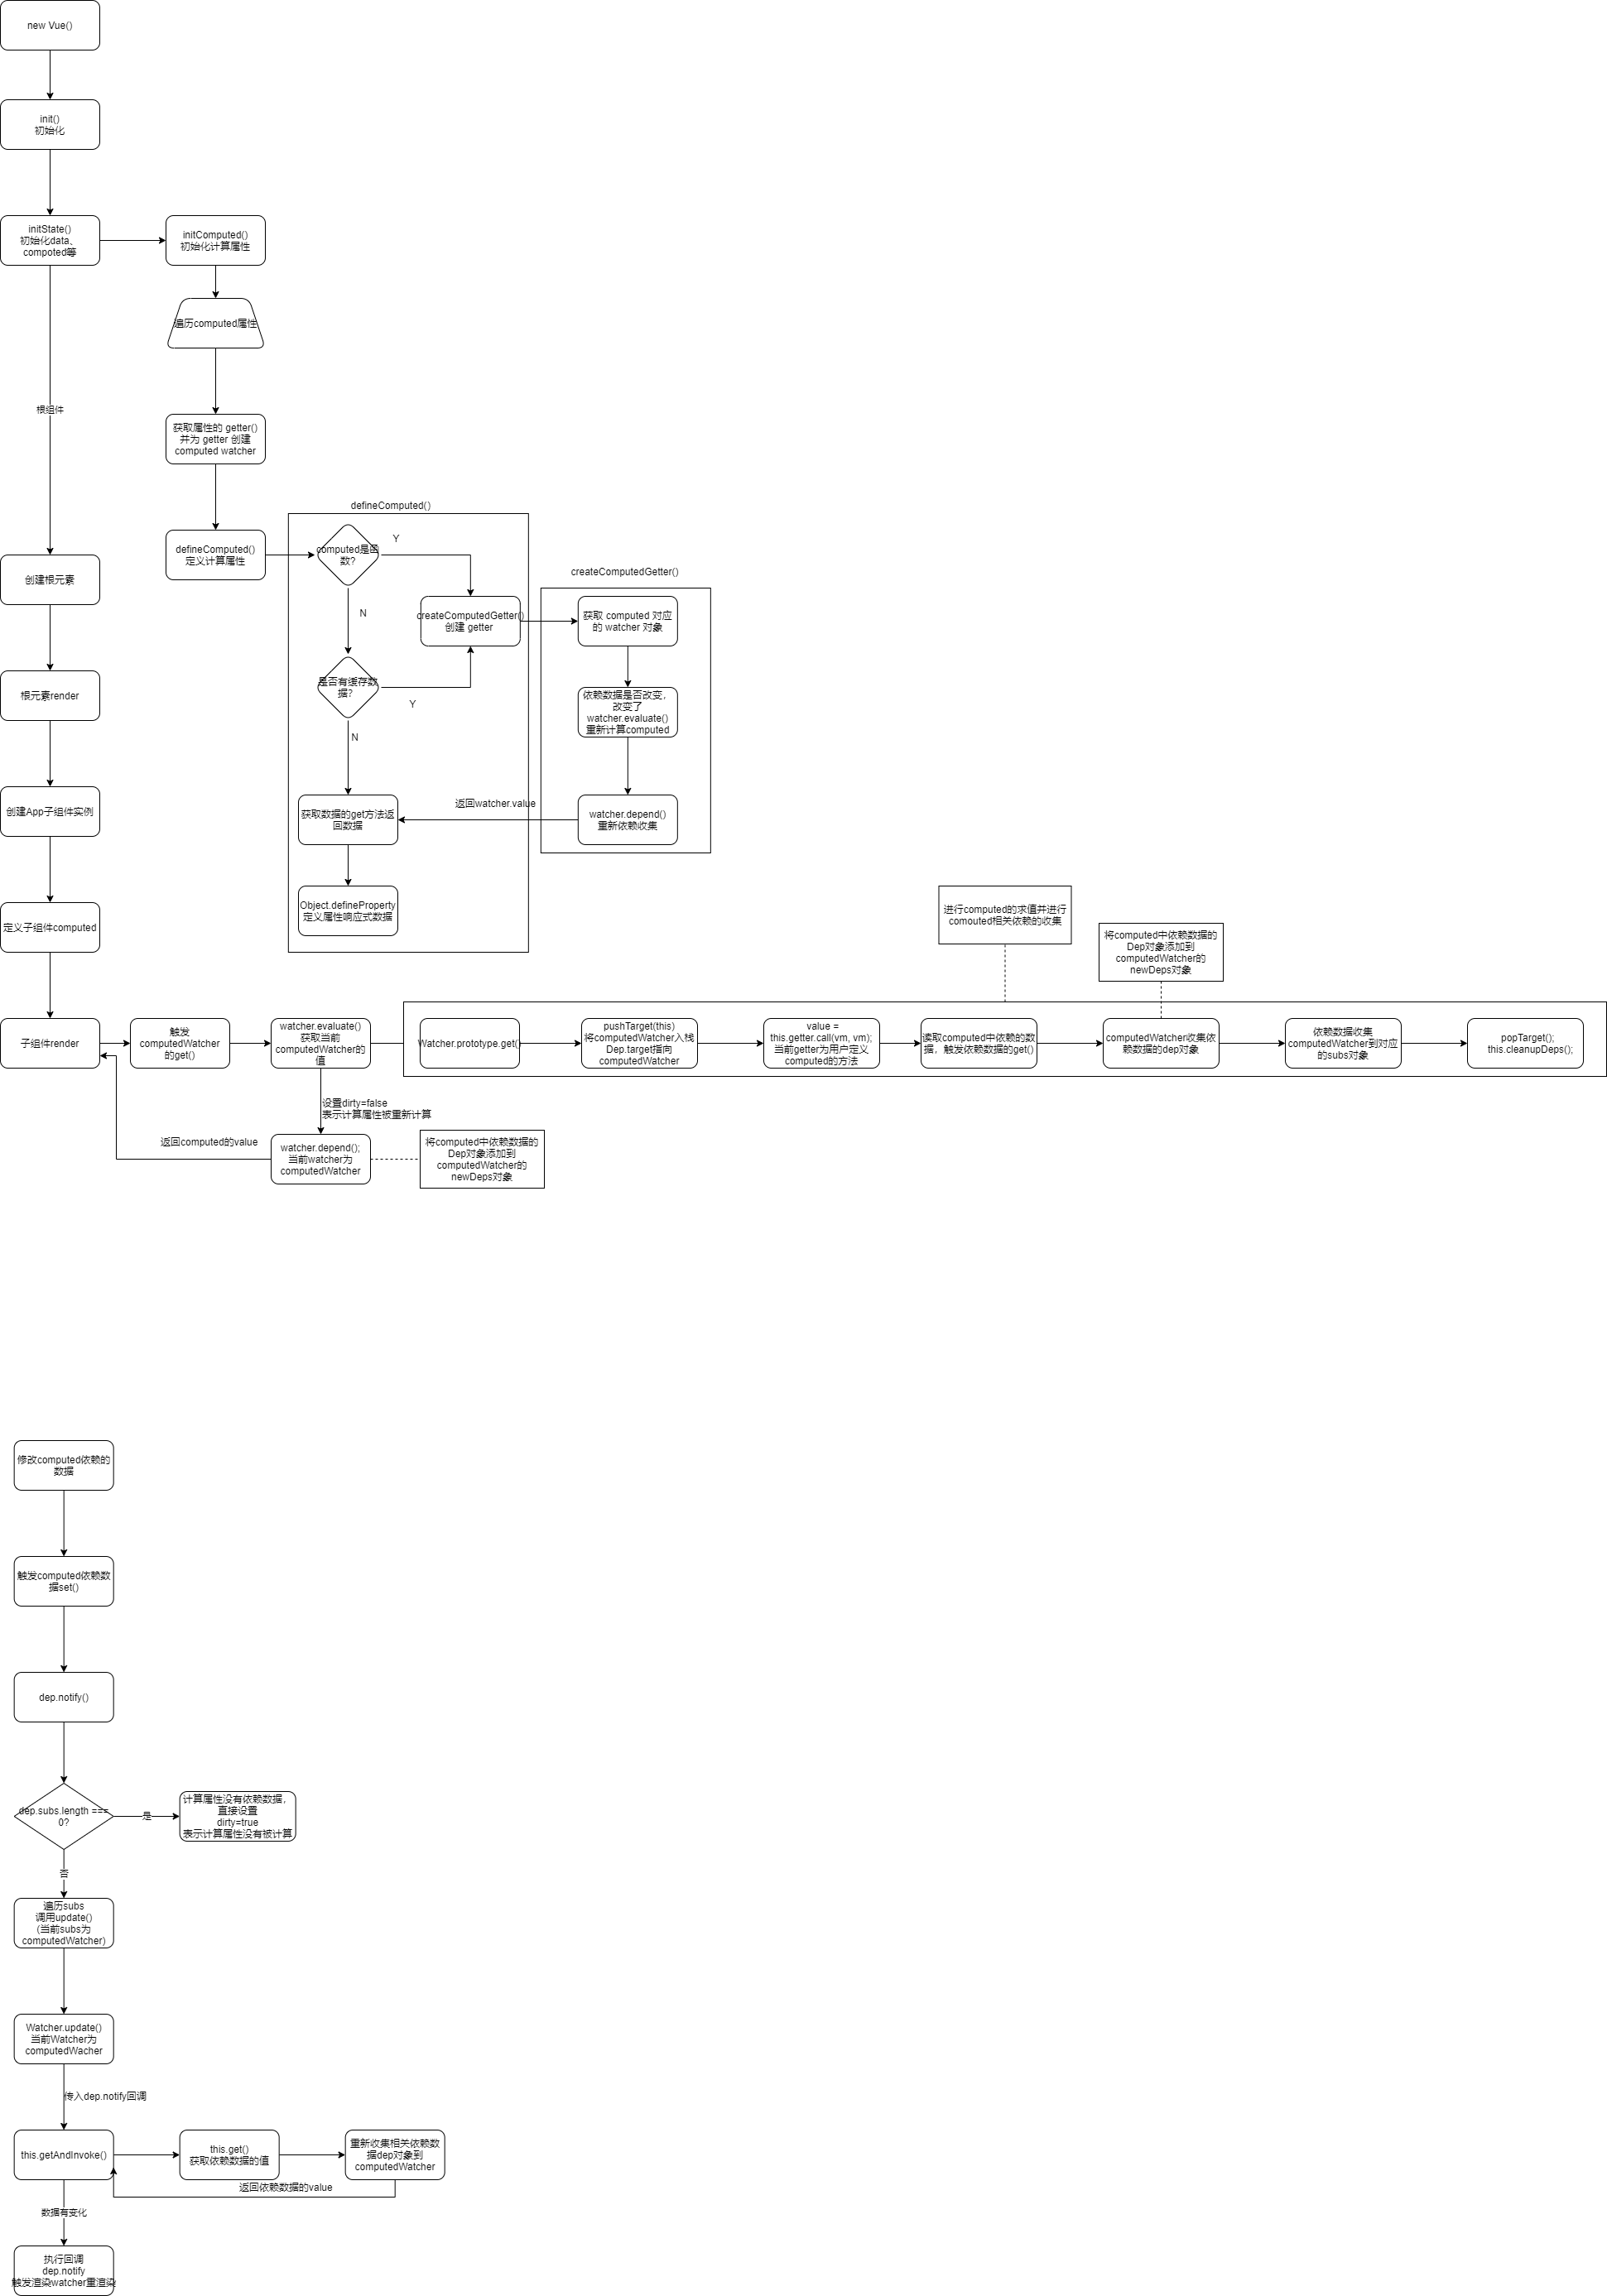 new Vue()
init()
初始化
initState()
初始化data、
compoted等
initComputed()
初始化计算属性
遍历computed属性
根组件
获取属性的 getter()
并为 getter 创建
computed watcher
defineComputed()
定义计算属性
defineComputed()
computed是函
数?
Y
N
createComputedGetter()
创建 getter
是否有缓存数
据?
Y
N
获取数据的get方法返
回数据
Object.defineProperty
定义属性响应式数据
createComputedGetter()
获取 computed 对应
的 watcher 对象
依赖数据是否改变，
改变了
watcher.evaluate()
重新计算computed
watcher.depend()
重新依赖收集
返回watcher.value
创建根元素
根元素render
创建App子组件实例
定义子组件computed
子组件render
触发
computedWatcher
的get()
watcher.evaluate()
获取当前
computedWatcher的
值
进行computed的求值并进行
comouted相关依赖的收集
将computed中依赖数据的
Dep对象添加到
computedWatcher的
newDeps对象
Watcher.prototype.get()
pushTarget(this)
将computedWatcher入栈
Dep.target指向
computedWatcher
value =
this.getter.call(vm, vm);
当前getter为用户定义
computed的方法
读取computed中依赖的数
据，触发依赖数据的get()
computedWatcher收集依
赖数据的dep对象
依赖数据收集
computedWatcher到对应
的subs对象
popTarget();
this.cleanupDeps();
设置dirty=false
表示计算属性被重新计算
返回computed的value
watcher.depend();
当前watcher为
computedWatcher
将computed中依赖数据的
Dep对象添加到
computedWatcher的
newDeps对象
修改computed依赖的
数据
触发computed依赖数
据set()
dep.notify()
dep.subs.length ===
0?
是
计算属性没有依赖数据，
直接设置
dirty=true
表示计算属性没有被计算
否
遍历subs
调用update()
(当前subs为
computedWatcher)
Watcher.update()
当前Watcher为
computedWacher
传入dep.notify回调
this.getAndInvoke()
this.get()
获取依赖数据的值
重新收集相关依赖数
据dep对象到
computedWatcher
返回依赖数据的value
数据有变化
执行回调
dep.notify
触发渲染watcher重渲染